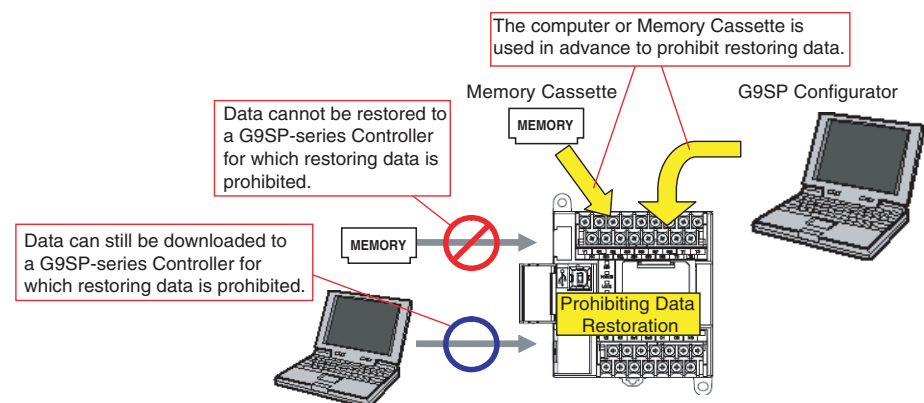 The computer or Memory Cassette is
used in advance to prohibit restoring data.
Memory Cassette
G9SP Configurator
MEMORY
Data cannot be restored to
a G9SP-series Controller
for which restoring data is
prohibited.
MEMORY
Data can still be downloaded to
a G9SP-series Controller for
which restoring data is prohibited.
Prohibiting Data
Restoration